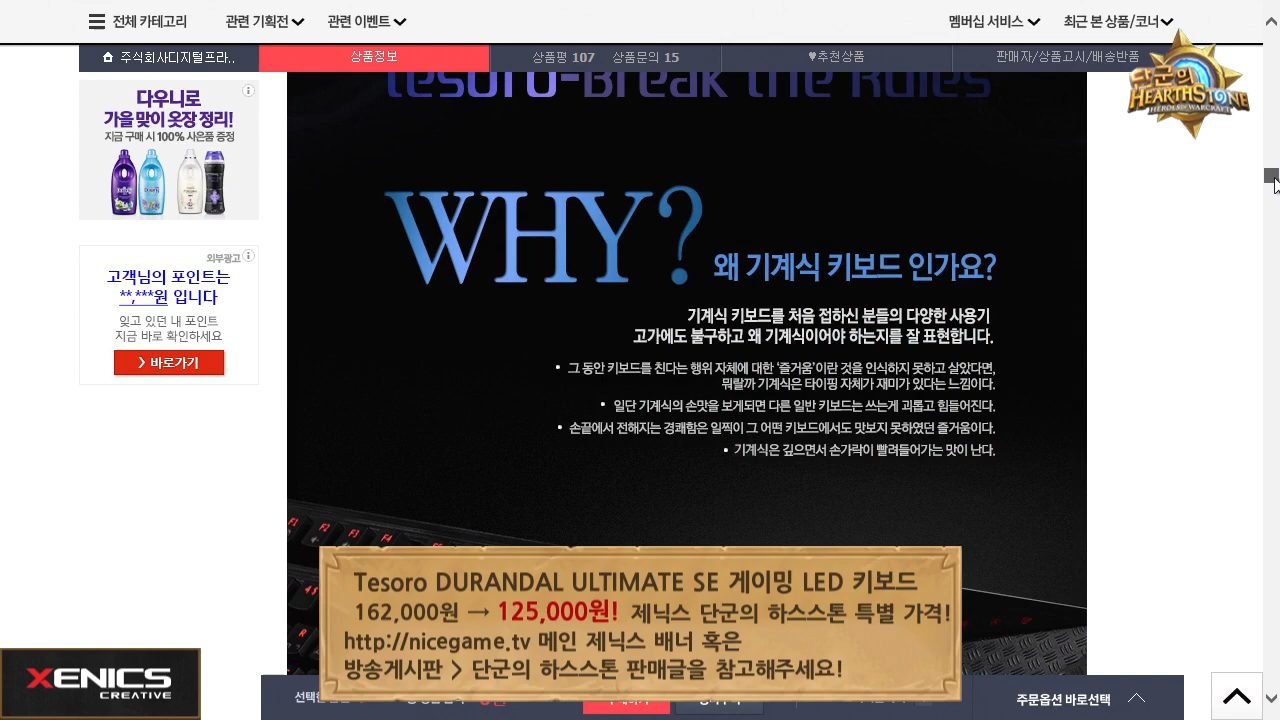 전체 카테고리 관련 기획전 관련 이벤트 멤버십 서비스 최근 본 상품/코너
주식회사디지털프라.. 상품정보 상품평 107 상품문의 15 ♥추천상품 판매자/상품고시/배송반품
tesoro-Break the Rules
단군의
HEARTHSTONE
HEROES OF WARCRAFT
다우니로
가을 맞이 옷장 정리!
지금 구매 시 100% 사은품 증정
외부광고
고객님의 포인트는
**,***원 입니다
잊고 있던 내 포인트
지금 바로 확인하세요
바로가기
WHY? 왜 기계식 키보드 인가요?
기계식 키보드를 처음 접하신 분들의 다양한 사용기
고가에도 불구하고 왜 기계식이어야 하는지를 잘 표현합니다.
• 그 동안 키보드를 친다는 행위 자체에 대한 '즐거움'이란 것을 인식하지 못하고 살았다면,
뭐랄까 기계식은 타이핑 자체가 재미가 있다는 느낌이다.
• 일단 기계식의 손맛을 보게되면 다른 일반 키보드는 쓰는게 괴롭고 힘들어진다.
• 손끝에서 전해지는 경쾌함은 일찍이 그 어떤 키보드에서도 맛보지 못하였던 즐거움이다.
• 기계식은 깊으면서 손가락이 빨려들어가는 맛이 난다.
F1 F2 F3 F4
Tesoro DURANDAL ULTIMATE SE 게이밍 LED 키보드
162,000원 → 125,000원! 제닉스 단군의 하스스톤 특별 가격!
http://nicegame.tv 메인 제닉스 배너 혹은
방송게시판 > 단군의 하스스톤 판매글을 참고해주세요!
XENICS
CREATIVE
주문옵션 바로선택